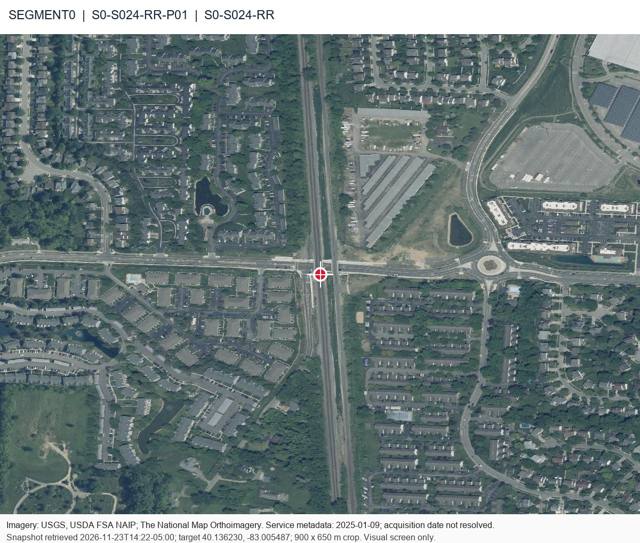 SEGMENT0 | S0-S024-RR-P01 | S0-S024-RR
Imagery: USGS, USDA FSA NAIP; The National Map Orthoimagery. Service metadata: 2025-01-09; acquisition date not resolved.
Snapshot retrieved 2026-11-23T14:22-05:00; target 40.136230, -83.005487; 900 x 650 m crop. Visual screen only.